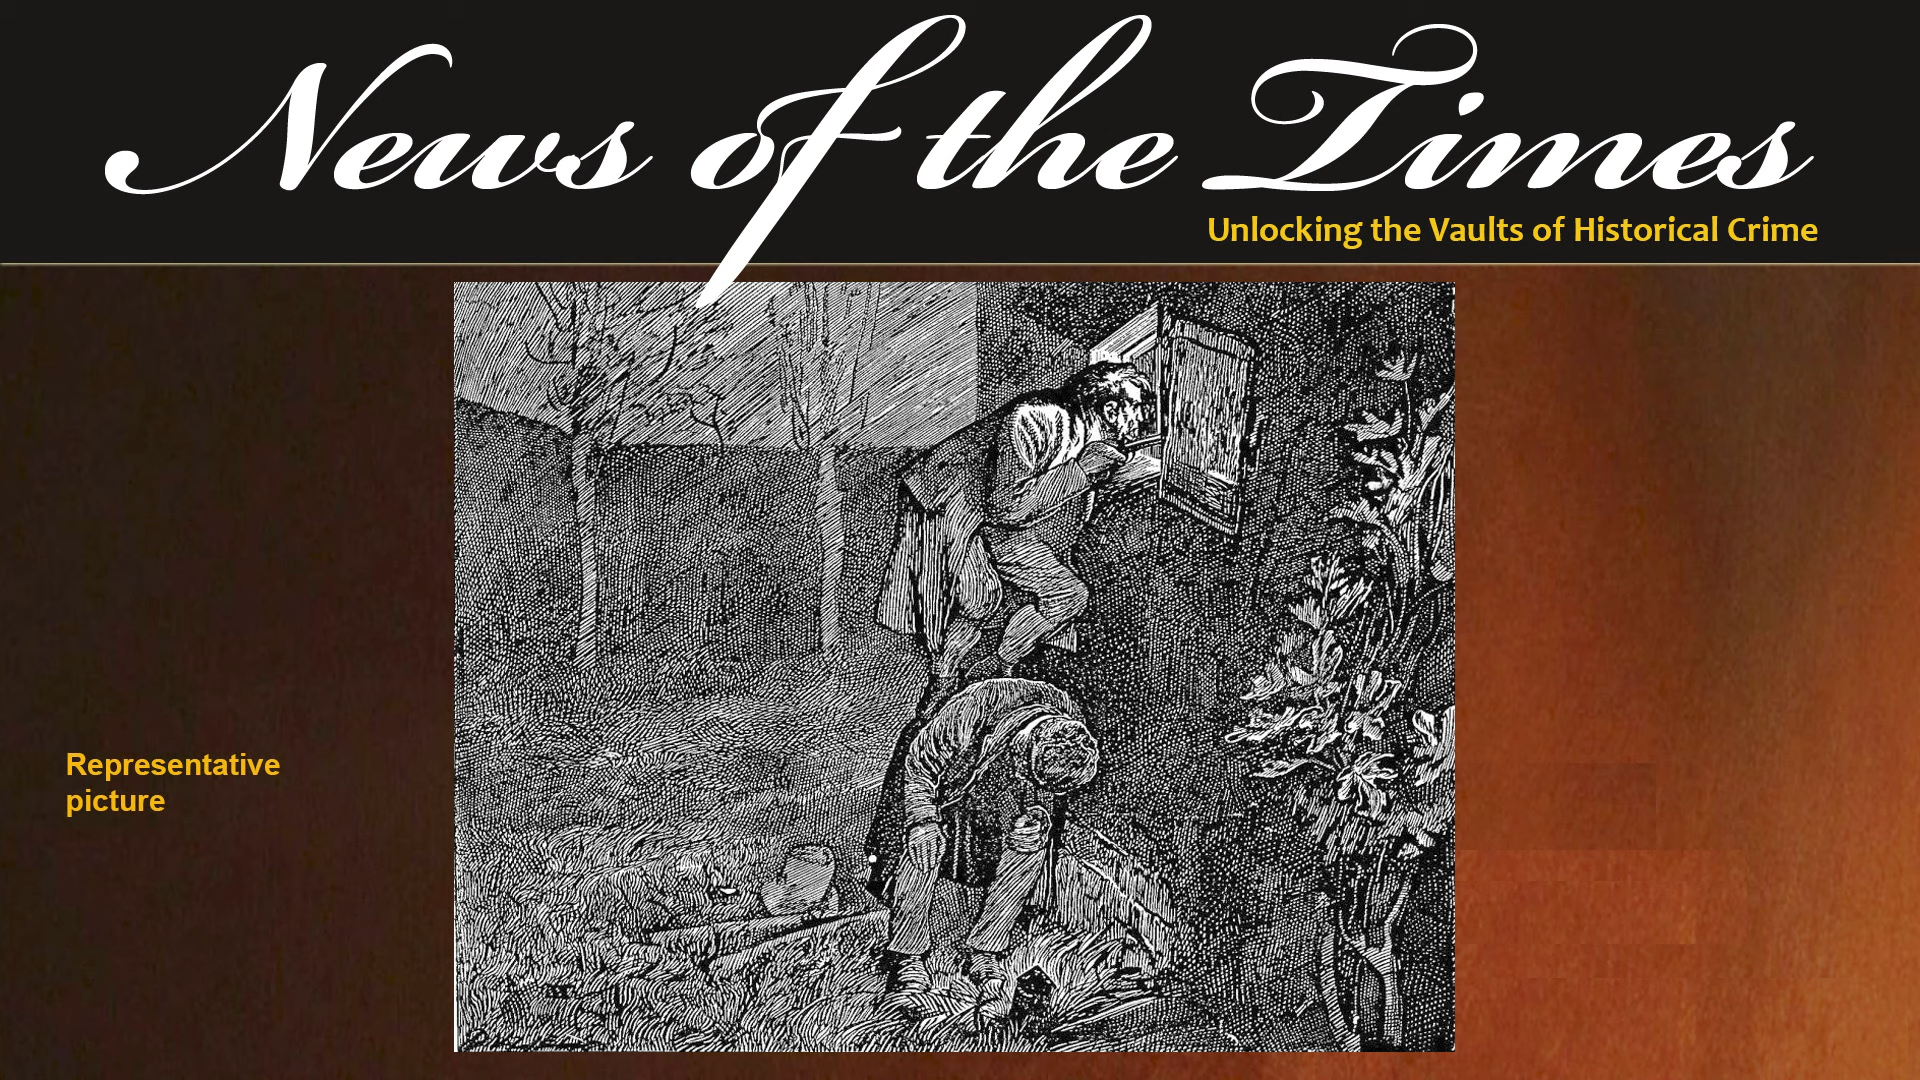 News of the Times
Unlocking the Vaults of Historical Crime
Representative
picture